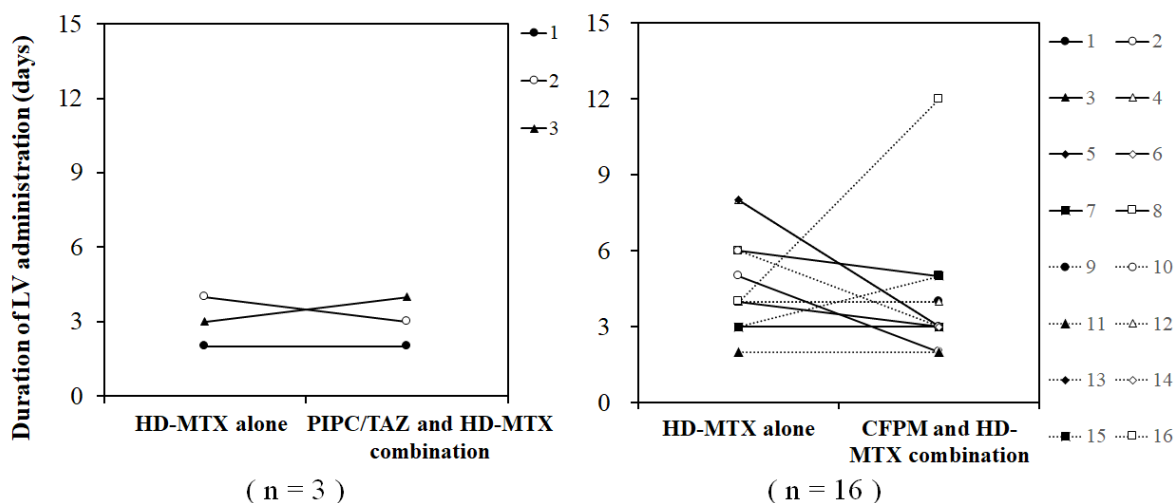 Duration of LV administration (days)
15
12
9
6
3
0
HD-MTX alone
PIPC/TAZ and HD-MTX
combination
( n = 3 )
1
2
3
15
12
9
6
3
0
HD-MTX alone
CFPM and HD-
MTX combination
( n = 16 )
1 2
3 4
5 6
7 8
9 10
11 12
13 14
15 16